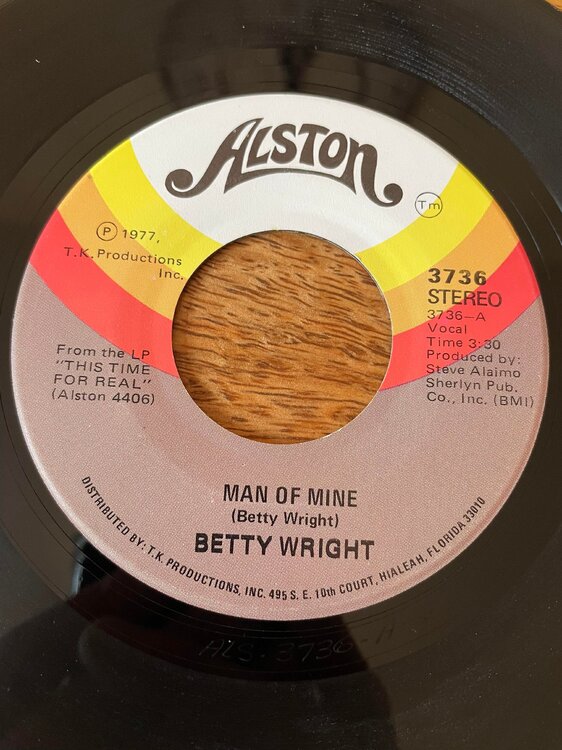 ALSTON
Tm
℗ 1977,
T.K. Productions
Inc.
3736
STEREO
3736-A
Vocal
Time 3:30
Produced by:
Steve Alaimo
Sherlyn Pub.
Co., Inc. (BMI)
From the LP
"THIS TIME
FOR REAL"
(Alston 4406)
MAN OF MINE
(Betty Wright)
BETTY WRIGHT
DISTRIBUTED BY: T.K. PRODUCTIONS, INC. 495 S. E. 10th COURT, HIALEAH, FLORIDA 33010
ALS-3736-A